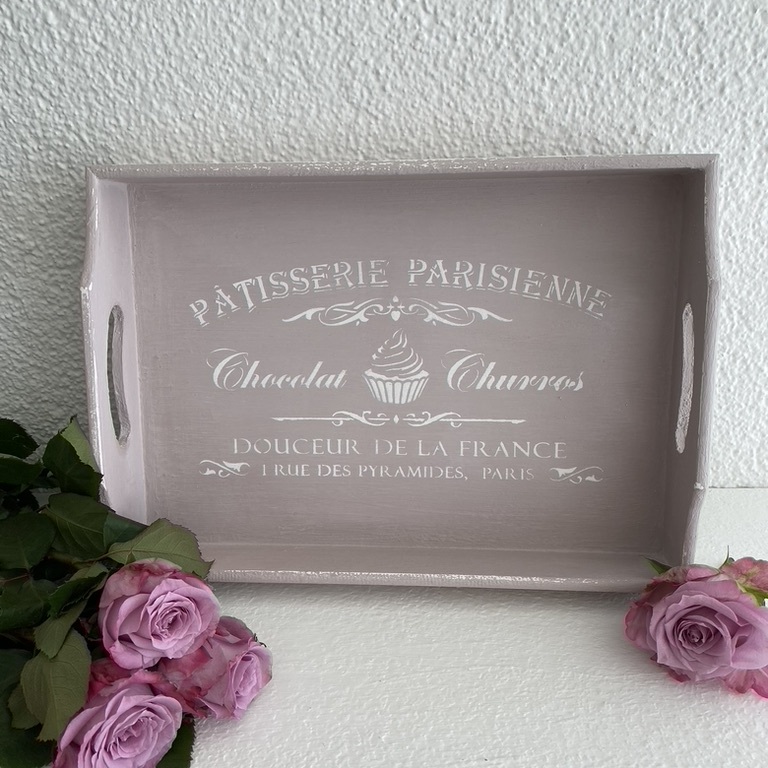 PÂTISSERIE PARISIENNE
Chocolat Churros
DOUCEUR DE LA FRANCE
1 RUE DES PYRAMIDES, PARIS